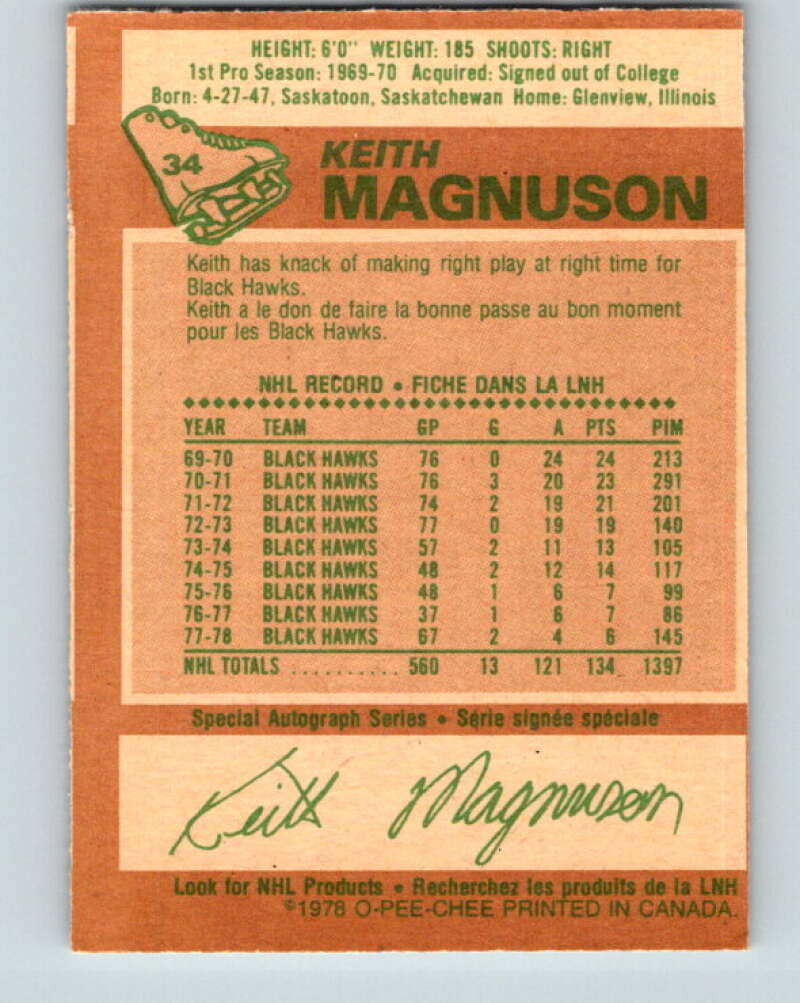 HEIGHT: 6'0" WEIGHT: 185 SHOOTS: RIGHT
1st Pro Season: 1969-70 Acquired: Signed out of College
Born: 4-27-47, Saskatoon, Saskatchewan Home: Glenview, Illinois
34
KEITH
MAGNUSON
Keith has knack of making right play at right time for
Black Hawks.
Keith a le don de faire la bonne passe au bon moment
pour les Black Hawks.
NHL RECORD • FICHE DANS LA LNH
YEAR TEAM GP G A PTS PIM
69-70 BLACK HAWKS 76 0 24 24 213
70-71 BLACK HAWKS 76 3 20 23 291
71-72 BLACK HAWKS 74 2 19 21 201
72-73 BLACK HAWKS 77 0 19 19 140
73-74 BLACK HAWKS 57 2 11 13 105
74-75 BLACK HAWKS 48 2 12 14 117
75-76 BLACK HAWKS 48 1 6 7 99
76-77 BLACK HAWKS 37 1 6 7 86
77-78 BLACK HAWKS 67 2 4 6 145
NHL TOTALS .......... 560 13 121 134 1397
Special Autograph Series • Série signée spéciale
Keith Magnuson
Look for NHL Products • Recherchez les produits de la LNH
©1978 O-PEE-CHEE PRINTED IN CANADA.